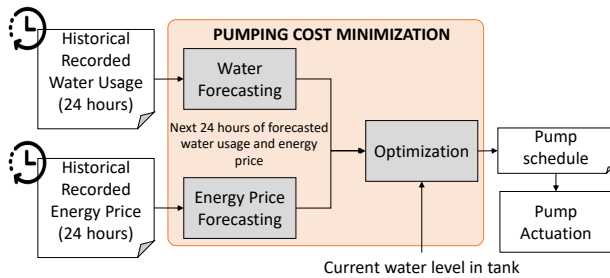 PUMPING COST MINIMIZATION
Historical
Recorded
Water Usage
(24 hours)
Water
Forecasting
Next 24 hours of forecasted
water usage and energy
price
Optimization
Pump
schedule
Historical
Recorded
Energy Price
(24 hours)
Energy Price
Forecasting
Pump
Actuation
Current water level in tank